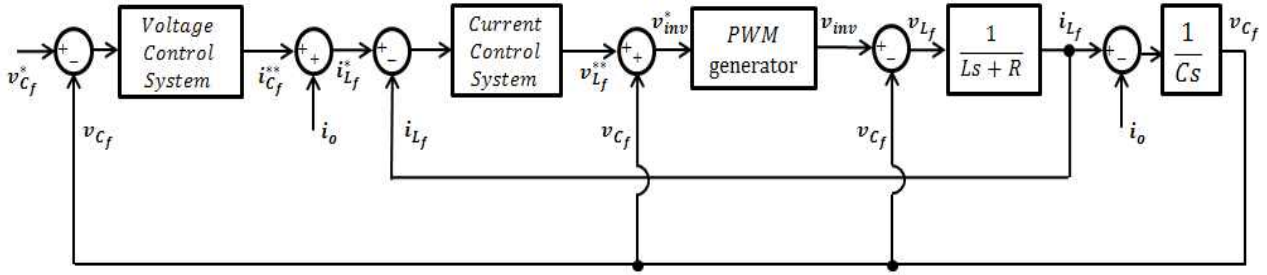 v*_{C_f}
+
−
v_{C_f}
Voltage
Control
System
i**_{C_f}
+
+
i_o
i*_{L_f}
+
−
i_{L_f}
Current
Control
System
v**_{L_f}
+
+
v_{C_f}
v*_{inv}
PWM
generator
v_{inv}
+
−
v_{C_f}
v_{L_f}
1
Ls + R
i_{L_f}
+
−
i_o
1
Cs
v_{C_f}